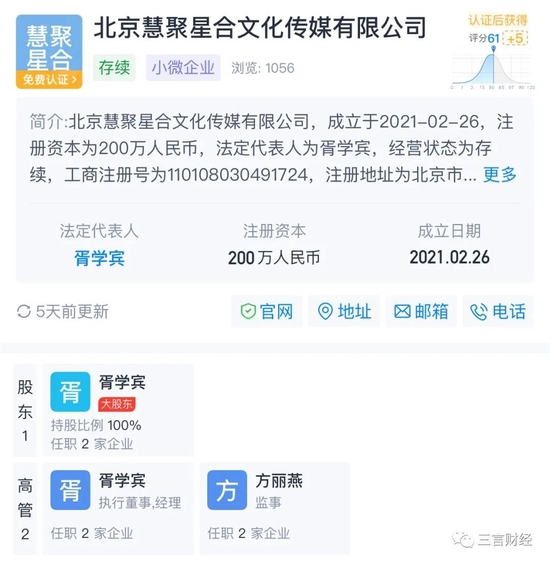 慧聚
星合
免费认证>
北京慧聚星合文化传媒有限公司
存续 小微企业 浏览: 1056
认证后获得
评分61 +5
简介:北京慧聚星合文化传媒有限公司，成立于2021-02-26，注
册资本为200万人民币，法定代表人为胥学宾，经营状态为存
续，工商注册号为110108030491724，注册地址为北京市... 更多
法定代表人 注册资本 成立日期
胥学宾 200万人民币 2021.02.26
5天前更新 官网 地址 邮箱 电话
股东1
胥
胥学宾
大股东
持股比例 100%
任职 2 家企业
高管2
胥
胥学宾
执行董事,经理
任职 2 家企业
方
方丽燕
监事
任职 2 家企业
三言财经